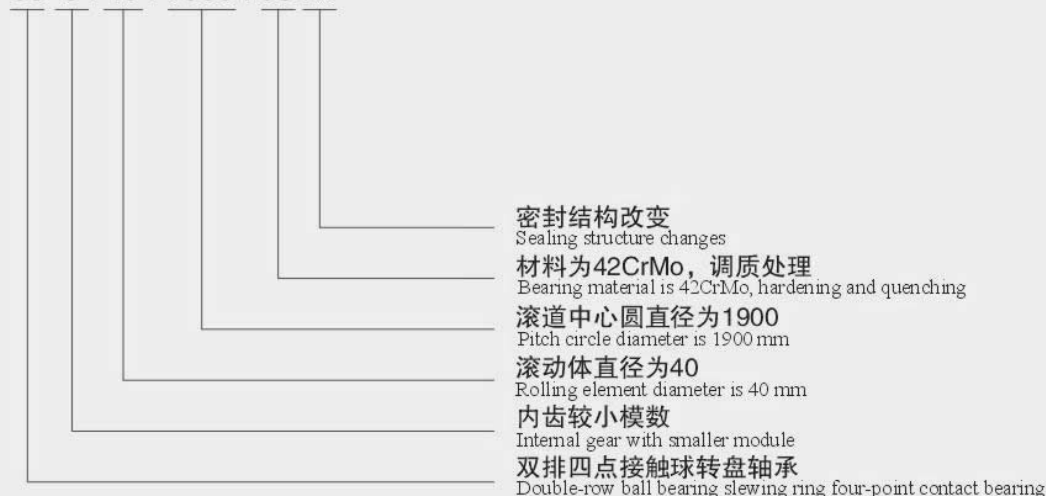 密封结构改变
Sealing structure changes
材料为42CrMo，调质处理
Bearing material is 42CrMo, hardening and quenching
滚道中心圆直径为1900
Pitch circle diameter is 1900 mm
滚动体直径为40
Rolling element diameter is 40 mm
内齿较小模数
Internal gear with smaller module
双排四点接触球转盘轴承
Double-row ball bearing slewing ring four-point contact bearing